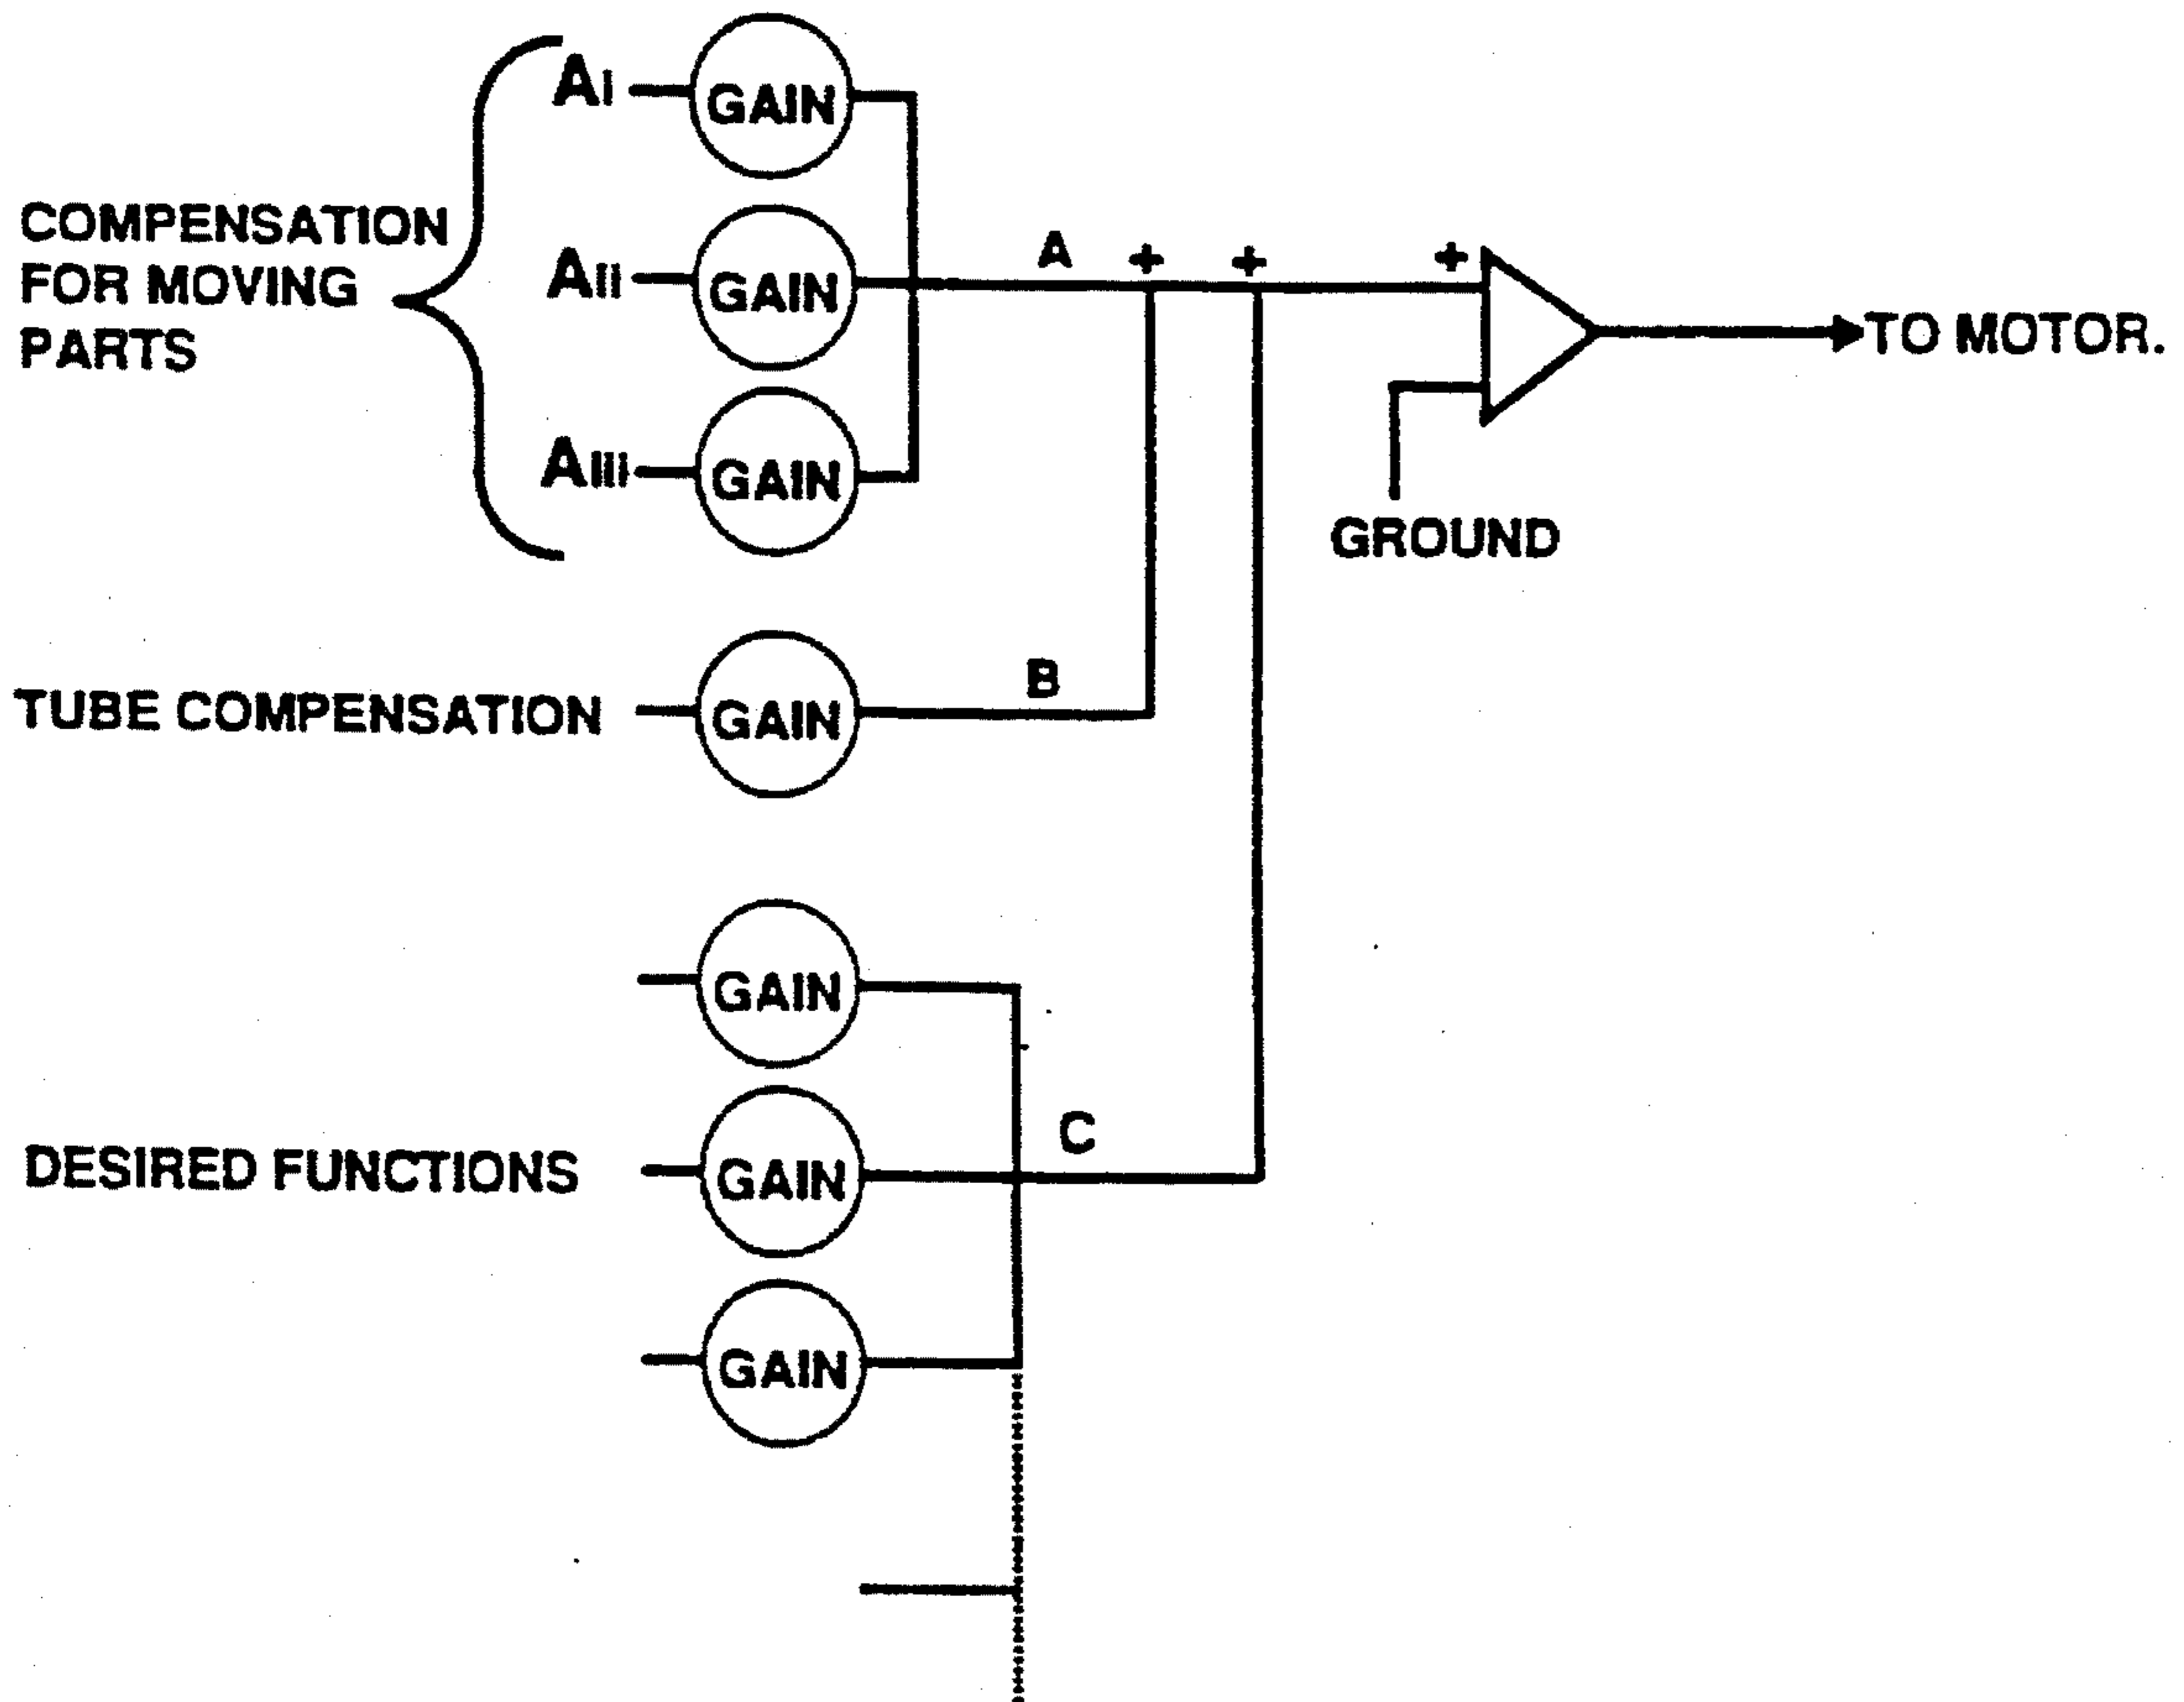 Ai
GAIN
COMPENSATION
FOR MOVING
PARTS
Aii
GAIN
A
+
+
+
TO MOTOR.
Aiii
GAIN
GROUND
TUBE COMPENSATION
GAIN
B
GAIN
DESIRED FUNCTIONS
GAIN
C
GAIN